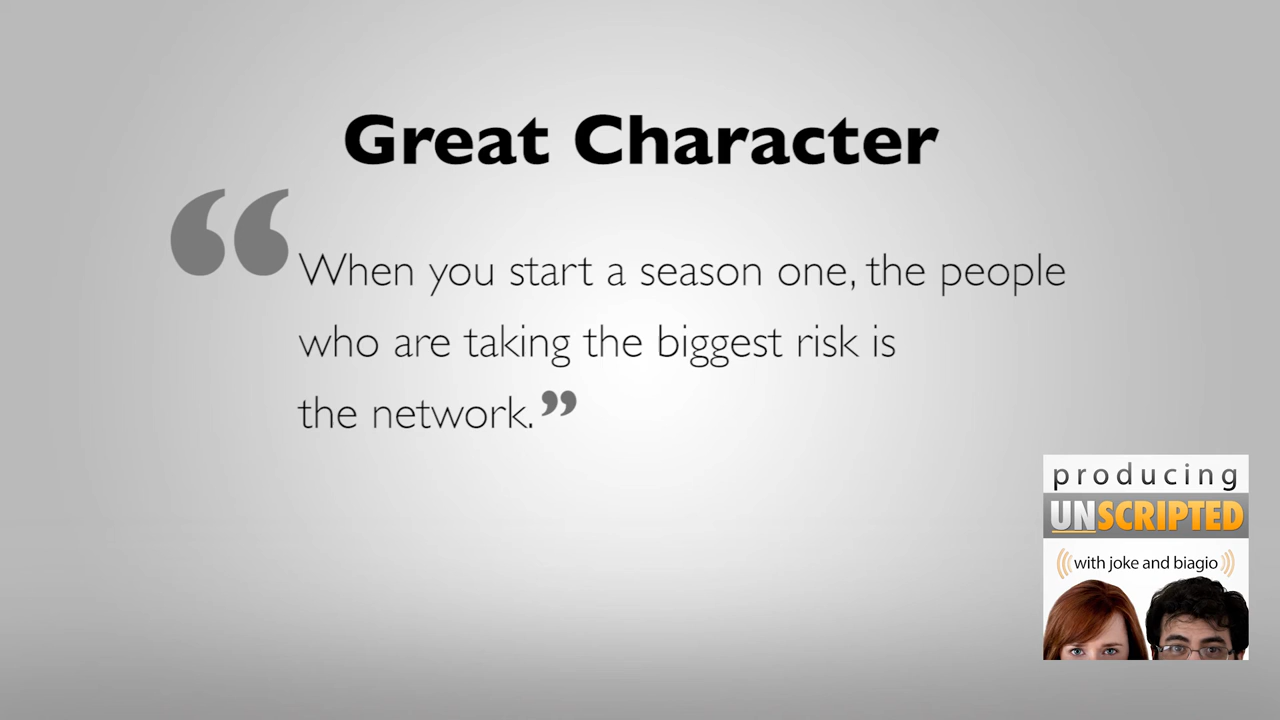 Great Character
“When you start a season one, the people
who are taking the biggest risk is
the network.”
producing
UNSCRIPTED
with joke and biagio